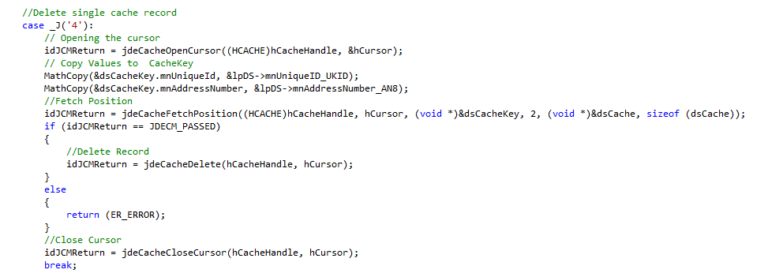 //Delete single cache record
case _J('4'):
// Opening the cursor
idJCMReturn = jdeCacheOpenCursor((HCACHE)hCacheHandle, &hCursor);
// Copy Values to  CacheKey
MathCopy(&dsCacheKey.mnUniqueId, &lpDS->mnUniqueID_UKID);
MathCopy(&dsCacheKey.mnAddressNumber, &lpDS->mnAddressNumber_AN8);
//Fetch Position
idJCMReturn = jdeCacheFetchPosition((HCACHE)hCacheHandle, hCursor, (void *)&dsCacheKey, 2, (void *)&dsCache, sizeof (dsCache));
if (idJCMReturn == JDECM_PASSED)
{
//Delete Record
idJCMReturn = jdeCacheDelete(hCacheHandle, hCursor);
}
else
{
return (ER_ERROR);
}
//Close Cursor
idJCMReturn = jdeCacheCloseCursor(hCacheHandle, hCursor);
break;